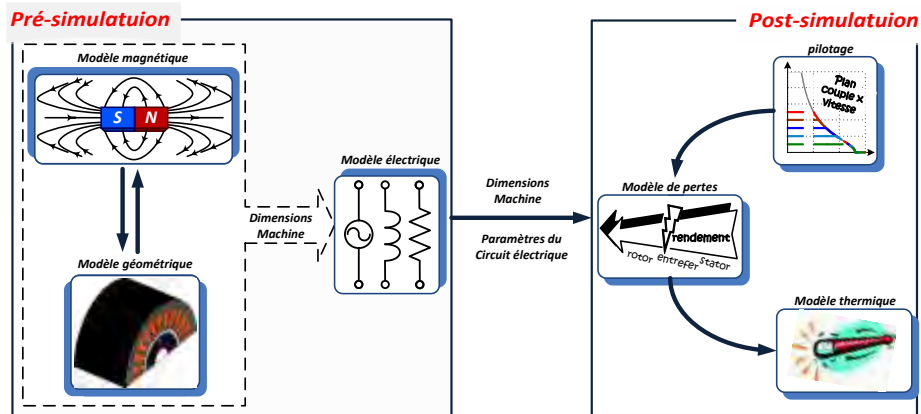 Pré-simulatuion
Modèle magnétique
S N
Modèle géométrique
Dimensions
Machine
Modèle électrique
Dimensions
Machine
Paramètres du
Circuit électrique
Post-simulatuion
pilotage
Plan
Couple x
Vitesse
Modèle de pertes
rendement
rotor entrefer stator
Modèle thermique